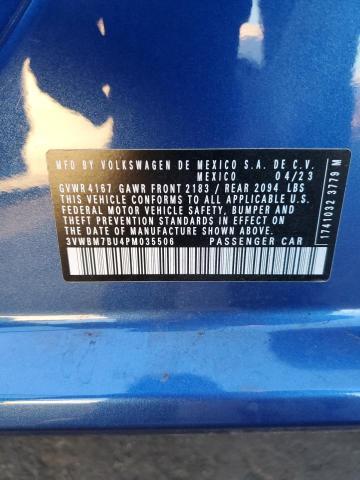 MFD BY VOLKSWAGEN DE MEXICO S.A. DE C.V.
MEXICO 04/23
GVWR 4167 GAWR FRONT 2183 / REAR 2094 LBS
THIS VEHICLE CONFORMS TO ALL APPLICABLE U.S.
FEDERAL MOTOR VEHICLE SAFETY, BUMPER, AND
THEFT PREVENTION STANDARDS IN EFFECT ON THE
DATE OF MANUFACTURE SHOWN ABOVE.
3VWBM7BU4PM035506 PASSENGER CAR
1741032 3779 M